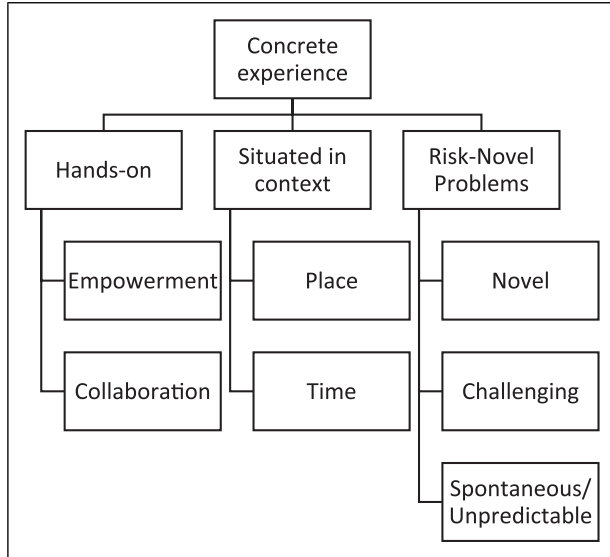 Concrete
experience
Hands-on
Situated in
context
Risk-Novel
Problems
Empowerment
Place
Novel
Collaboration
Time
Challenging
Spontaneous/
Unpredictable